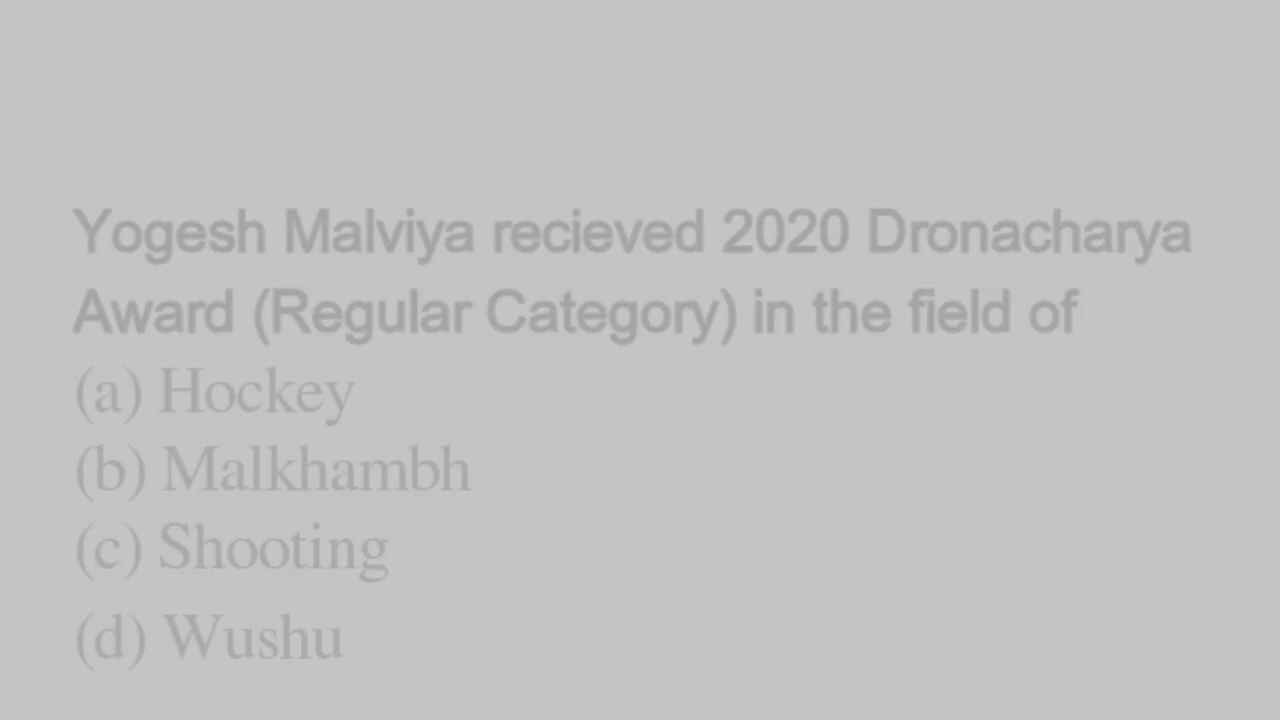 Yogesh Malviya recieved 2020 Dronacharya
Award (Regular Category) in the field of
(a) Hockey
(b) Malkhambh
(c) Shooting
(d) Wushu